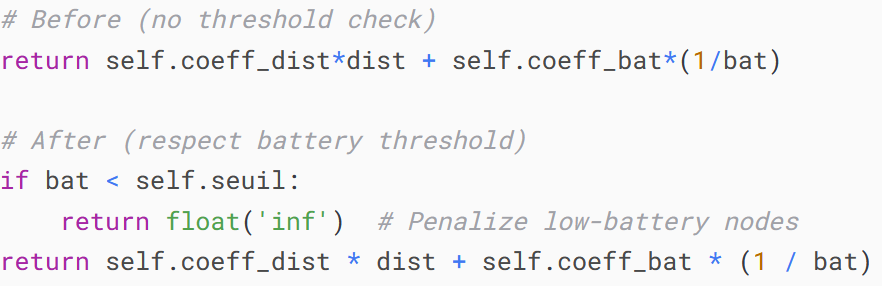 # Before (no threshold check)
return self.coeff_dist*dist + self.coeff_bat*(1/bat)
# After (respect battery threshold)
if bat < self.seuil:
    return float('inf')  # Penalize low-battery nodes
return self.coeff_dist * dist + self.coeff_bat * (1 / bat)